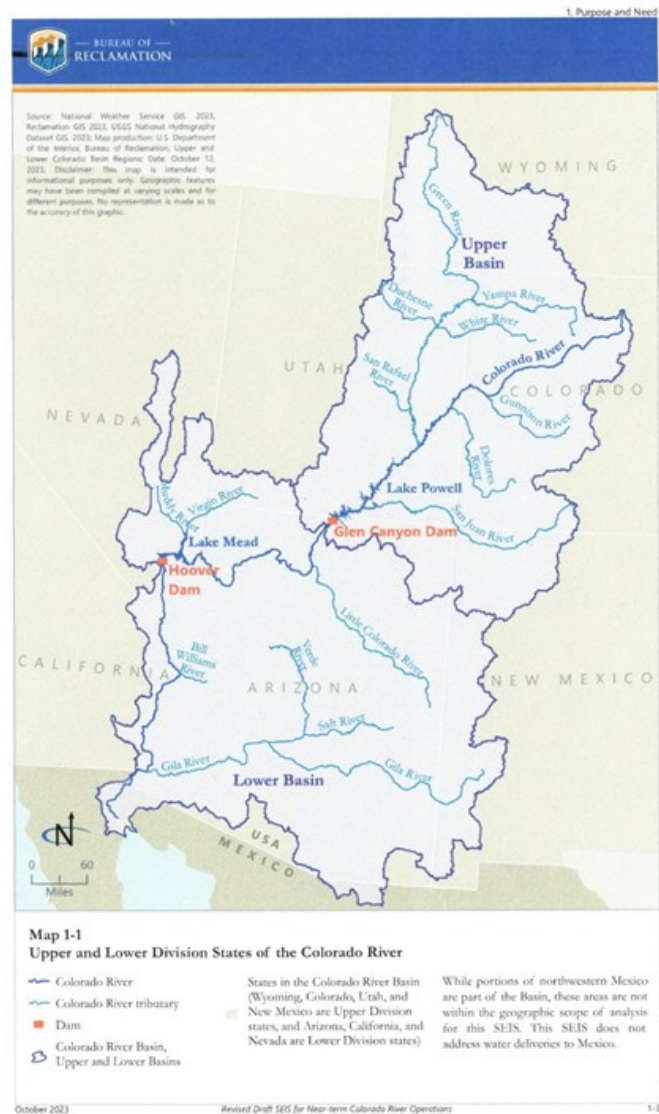 1. Purpose and Need
BUREAU OF
RECLAMATION
Source: National Weather Service GIS 2023,
Reclamation GIS 2023, USGS National Hydrography
Dataset GIS, 2023; Map production: U.S. Department
of the Interior, Bureau of Reclamation, Upper and
Lower Colorado Basin Regions; Date: October 12,
2023, Disclaimer: This map is intended for
informational purposes only. Geographic features
may have been compiled at varying scales and for
different purposes. No representation is made as to
the accuracy of this graphic.
WYOMING
Green River
Upper
Basin
Duchesne
River
Yampa River
White River
UTAH
San Rafael
River
Colorado River
COLORADO
Gunnison River
NEVADA
Dolores
River
Lake Powell
San Juan River
Muddy River
Virgin River
Glen Canyon Dam
Lake Mead
Hoover
Dam
Little Colorado River
Bill
Williams
River
Verde
River
CALIFORNIA
ARIZONA
NEW MEXICO
Salt River
Gila River
Gila River
Lower Basin
USA
MEXICO
N
0 60
Miles
Map 1-1
Upper and Lower Division States of the Colorado River
Colorado River
Colorado River tributary
Dam
Colorado River Basin,
Upper and Lower Basins
States in the Colorado River Basin
(Wyoming, Colorado, Utah, and
New Mexico are Upper Division
states, and Arizona, California, and
Nevada are Lower Division states)
While portions of northwestern Mexico
are part of the Basin, these areas are not
within the geographic scope of analysis
for this SEIS. This SEIS does not
address water deliveries to Mexico.
October 2023
Revised Draft SEIS for Near-term Colorado River Operations